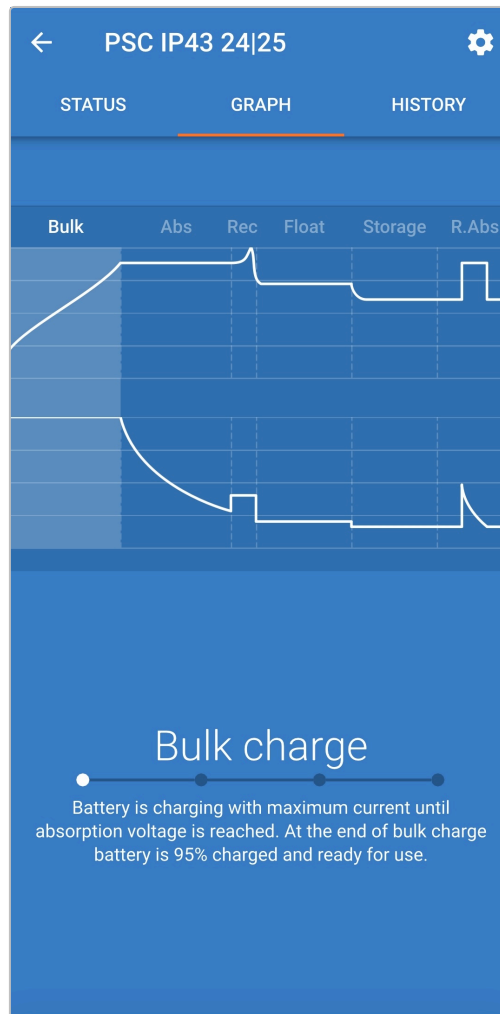 PSC IP43 24|25
STATUS GRAPH HISTORY
Bulk Abs Rec Float Storage R.Abs
Bulk charge
Battery is charging with maximum current until
absorption voltage is reached. At the end of bulk charge
battery is 95% charged and ready for use.